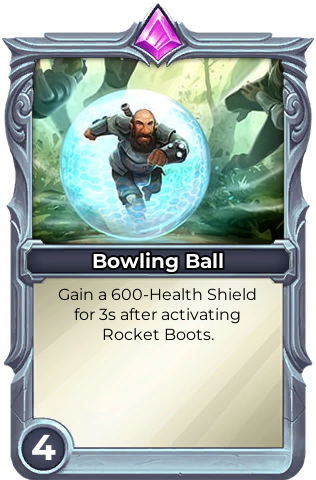 Bowling Ball
Gain a 600-Health Shield
for 3s after activating
Rocket Boots.
4